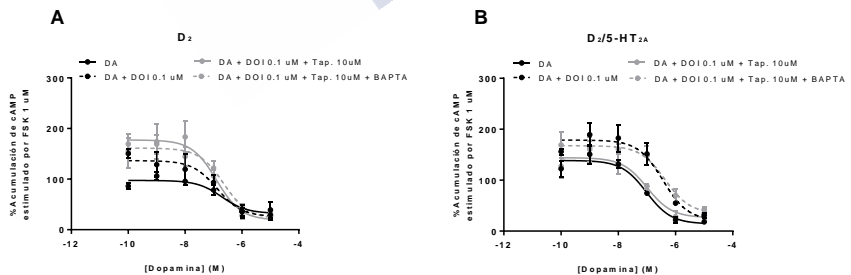 A
D2
DA
DA + DOI 0.1 uM
DA + DOI 0.1 uM + Tap. 10uM
DA + DOI 0.1 uM + Tap. 10uM + BAPTA
%Acumulación de cAMP
estimulado por FSK 1 uM
300
200
100
0
-12
-10
-8
-6
-4
[Dopamina] (M)
B
D2/5-HT2A
DA
DA + DOI 0.1 uM
DA + DOI 0.1 uM + Tap. 10uM
DA + DOI 0.1 uM + Tap. 10uM + BAPTA
%Acumulación de cAMP
estimulado por FSK 1 uM
300
200
100
0
-12
-10
-8
-6
-4
[Dopamina] (M)